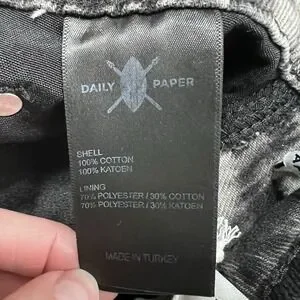 DAILY PAPER
SHELL
100% COTTON
100% KATOEN
LINING
70% POLYESTER / 30% COTTON
70% POLYESTER / 30% KATOEN
MADE IN TURKEY